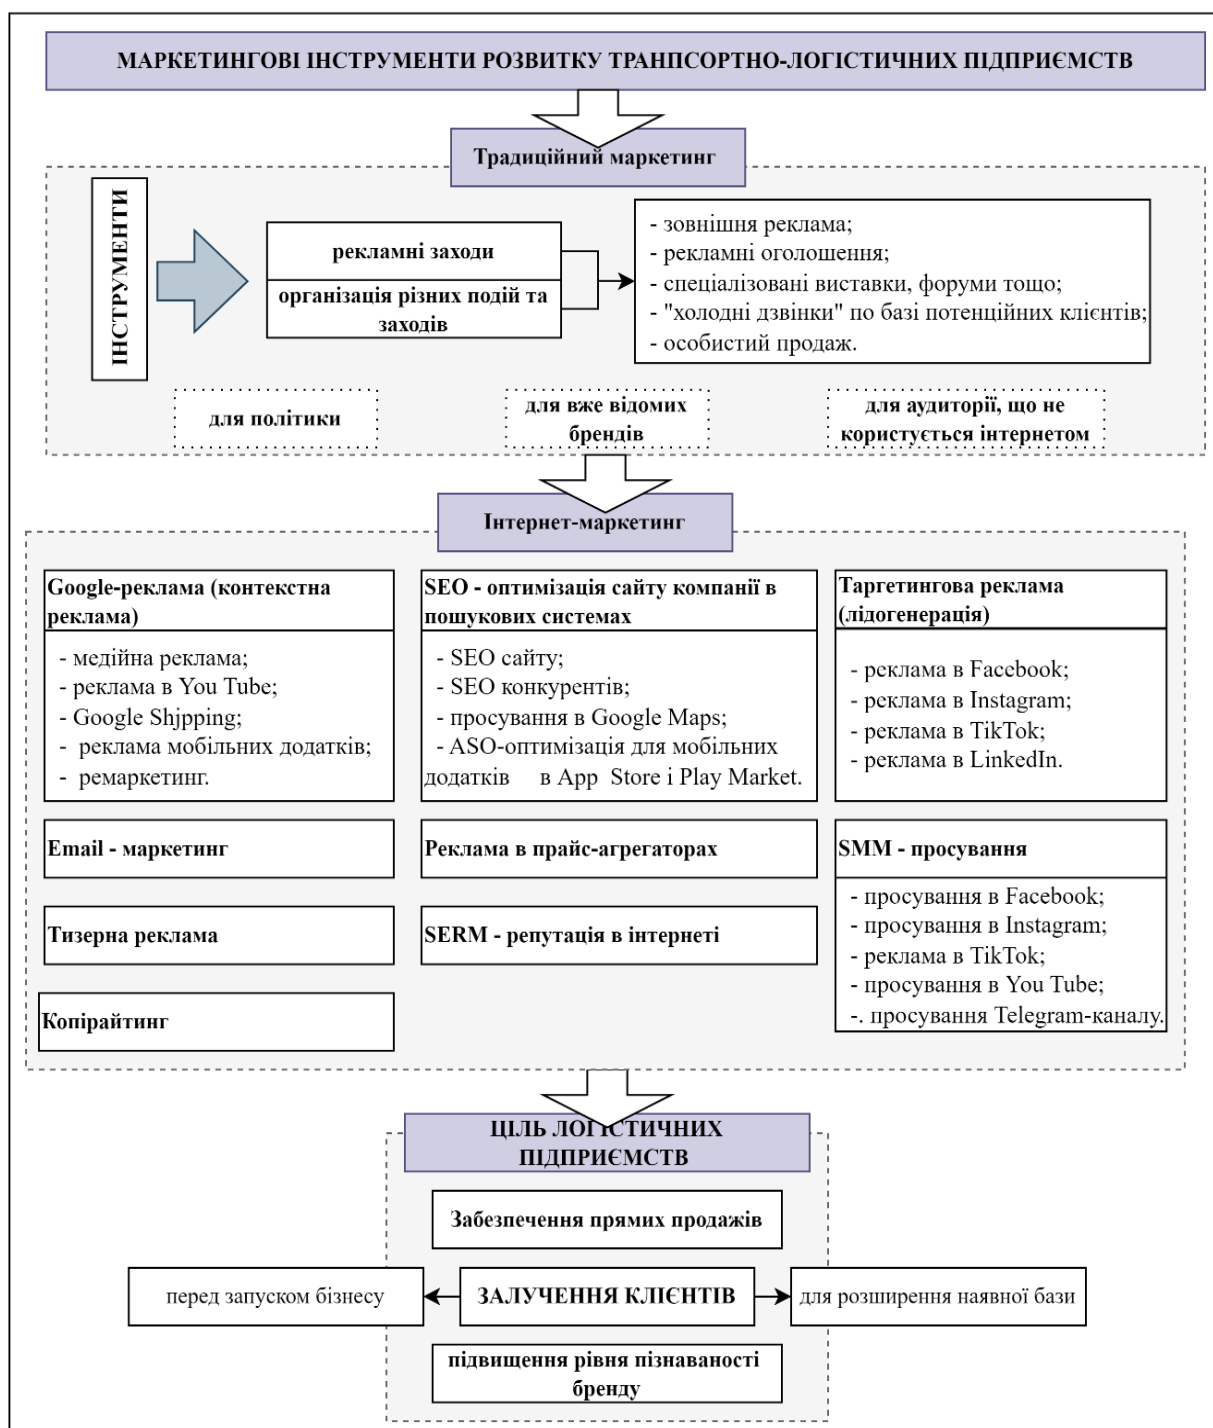 МАРКЕТИНГОВІ ІНСТРУМЕНТИ РОЗВИТКУ ТРАНПСОРТНО-ЛОГІСТИЧНИХ ПІДПРИЄМСТВ
Традиційний маркетинг
ІНСТРУМЕНТИ
рекламні заходи
організація різних подій та
заходів
- зовнішня реклама;
- рекламні оголошення;
- спеціалізовані виставки, форуми тощо;
- "холодні дзвінки" по базі потенційних клієнтів;
- особистий продаж.
для політики
для вже відомих
брендів
для аудиторії, що не
користується інтернетом
Інтернет-маркетинг
Google-реклама (контекстна
реклама)
- медійна реклама;
- реклама в You Tube;
- Google Shjpping;
- реклама мобільних додатків;
- ремаркетинг.
SEO - оптимізація сайту компанії в
пошукових системах
- SEO сайту;
- SEO конкурентів;
- просування в Google Maps;
- ASO-оптимізація для мобільних
додатків в App Store і Play Market.
Таргетингова реклама
(лідогенерація)
- реклама в Facebook;
- реклама в Instagram;
- реклама в TikTok;
- реклама в LinkedIn.
Email - маркетинг
Реклама в прайс-агрегаторах
SMM - просування
- просування в Facebook;
- просування в Instagram;
- реклама в TikTok;
- просування в You Tube;
-. просування Telegram-каналу.
Тизерна реклама
SERM - репутація в інтернеті
Копірайтинг
ЦІЛЬ ЛОГІСТИЧНИХ
ПІДПРИЄМСТВ
Забезпечення прямих продажів
перед запуском бізнесу
ЗАЛУЧЕННЯ КЛІЄНТІВ
для розширення наявної бази
підвищення рівня пізнаваності
бренду